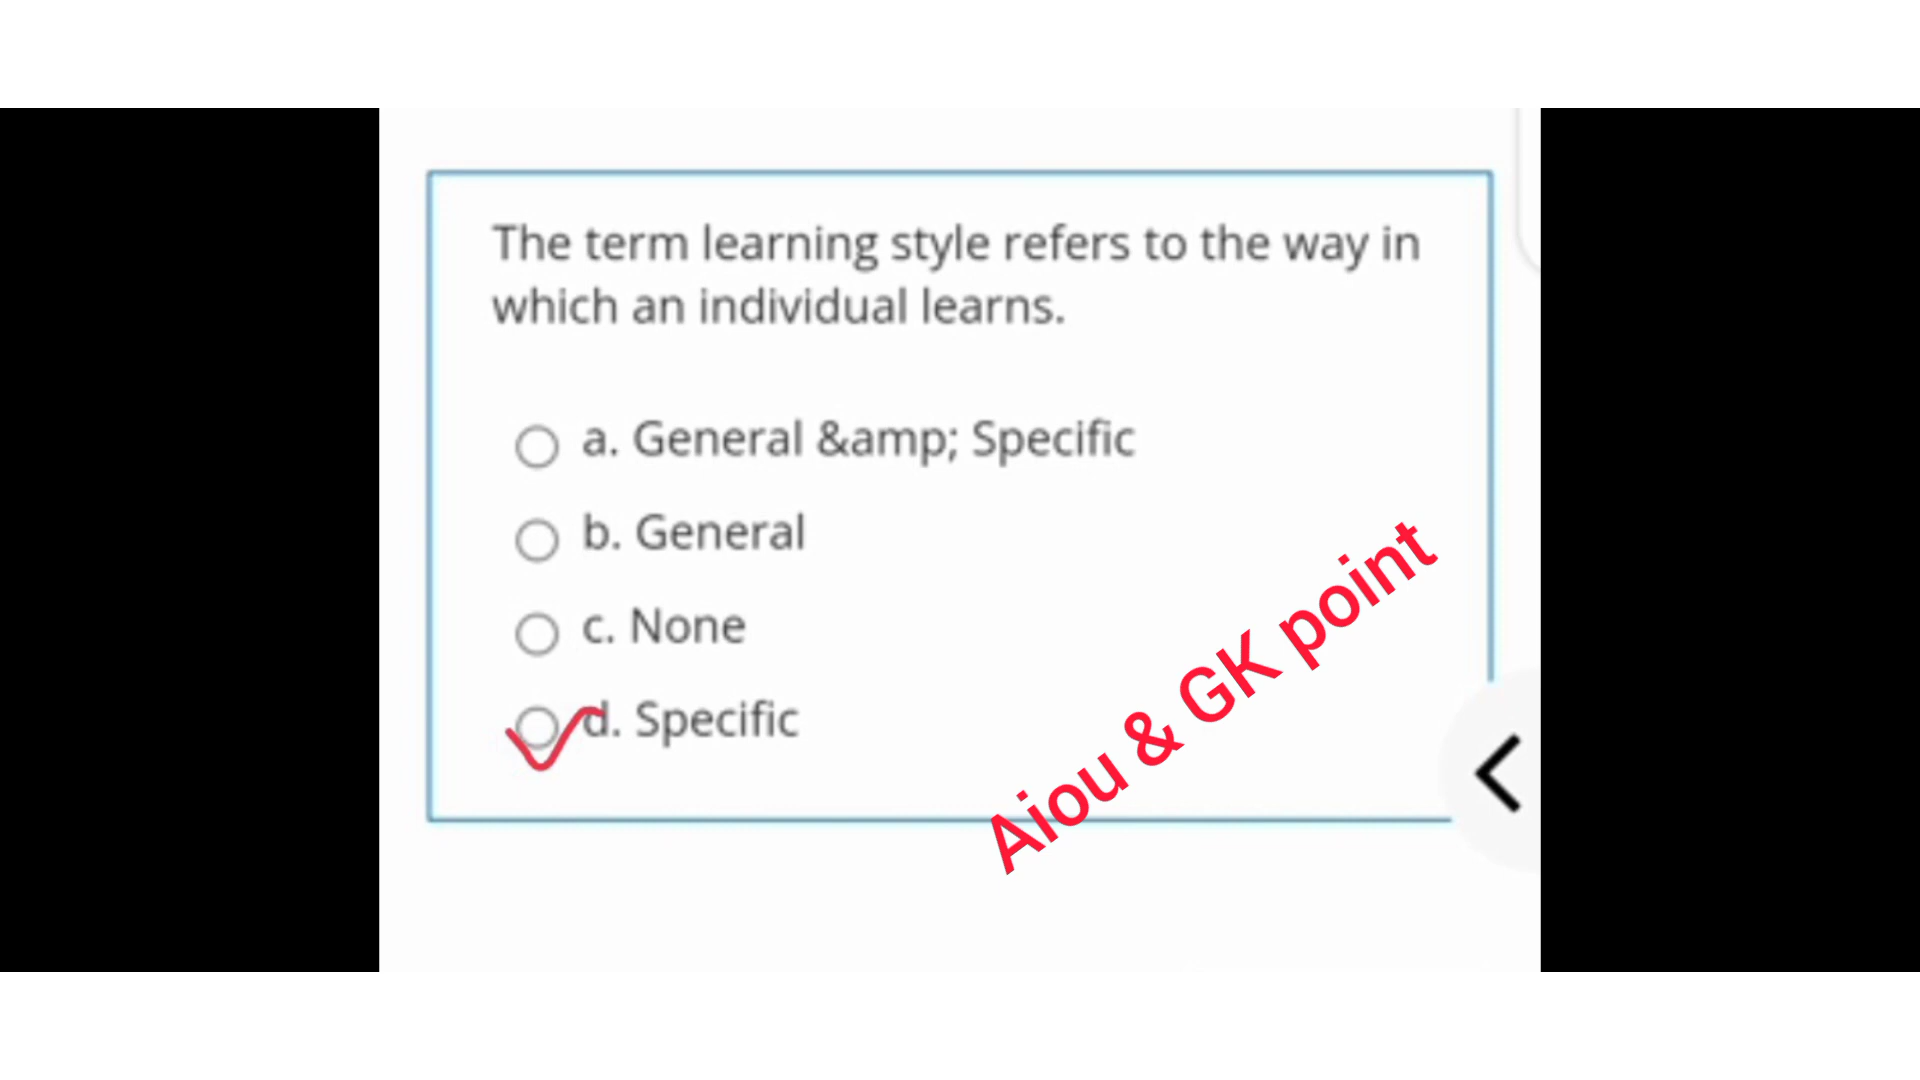 The term learning style refers to the way in
which an individual learns.
a. General &amp; Specific
b. General
c. None
d. Specific
Aiou & GK point